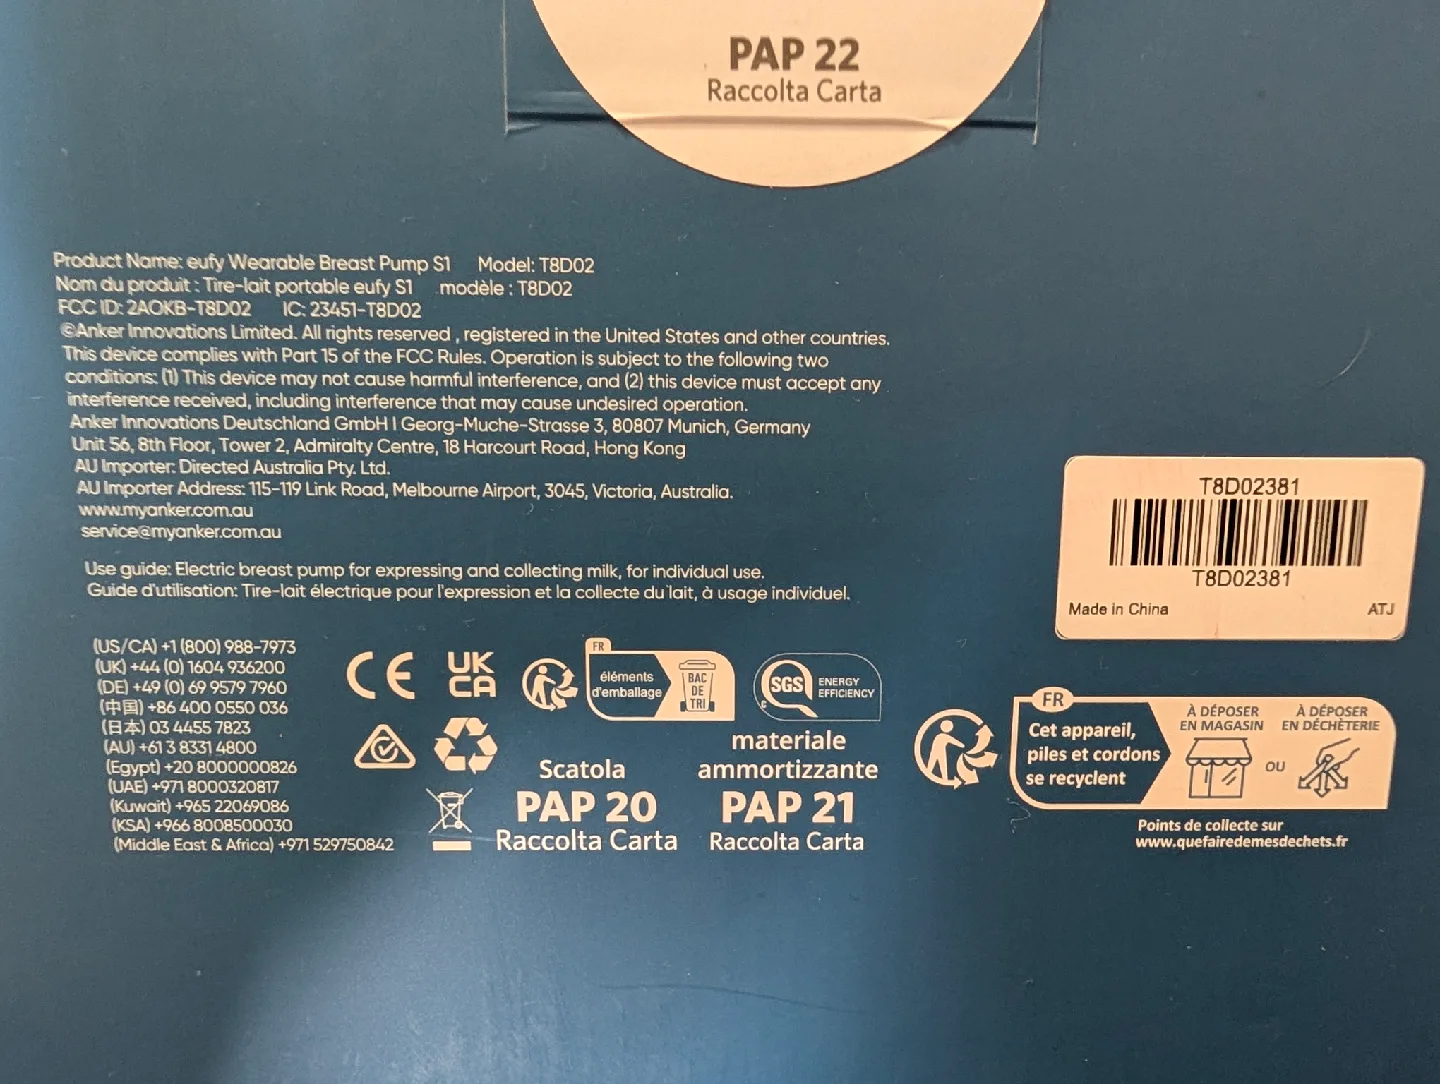 PAP 22
Raccolta Carta
Product Name: eufy Wearable Breast Pump S1 Model: T8D02
Nom du produit : Tire-lait portable eufy S1 modèle : T8D02
FCC ID: 2AOKB-T8D02 IC: 23451-T8D02
©Anker Innovations Limited. All rights reserved , registered in the United States and other countries.
This device complies with Part 15 of the FCC Rules. Operation is subject to the following two
conditions: (1) This device may not cause harmful interference, and (2) this device must accept any
interference received, including interference that may cause undesired operation.
Anker Innovations Deutschland GmbH I Georg-Muche-Strasse 3, 80807 Munich, Germany
Unit 56, 8th Floor, Tower 2, Admiralty Centre, 18 Harcourt Road, Hong Kong
AU Importer: Directed Australia Pty. Ltd.
AU Importer Address: 115-119 Link Road, Melbourne Airport, 3045, Victoria, Australia.
www.myanker.com.au
service@myanker.com.au
Use guide: Electric breast pump for expressing and collecting milk, for individual use.
Guide d'utilisation: Tire-lait électrique pour l'expression et la collecte du lait, à usage individuel.
T8D02381
T8D02381
Made in China ATJ
(US/CA) +1 (800) 988-7973
(UK) +44 (0) 1604 936200
(DE) +49 (0) 69 9579 7960
(中国) +86 400 0550 036
(日本) 03 4455 7823
(AU) +61 3 8331 4800
(Egypt) +20 8000000826
(UAE) +971 8000320817
(Kuwait) +965 22069086
(KSA) +966 8008500030
(Middle East & Africa) +971 529750842
CE
UK
CA
FR
éléments
d'emballage
BAC
DE
TRI
SGS
ENERGY
EFFICIENCY
C
Scatola
PAP 20
Raccolta Carta
materiale
ammortizzante
PAP 21
Raccolta Carta
FR
Cet appareil,
piles et cordons
se recyclent
À DÉPOSER
EN MAGASIN
OU
À DÉPOSER
EN DÉCHÈTERIE
Points de collecte sur
www.quefairedemesdechets.fr